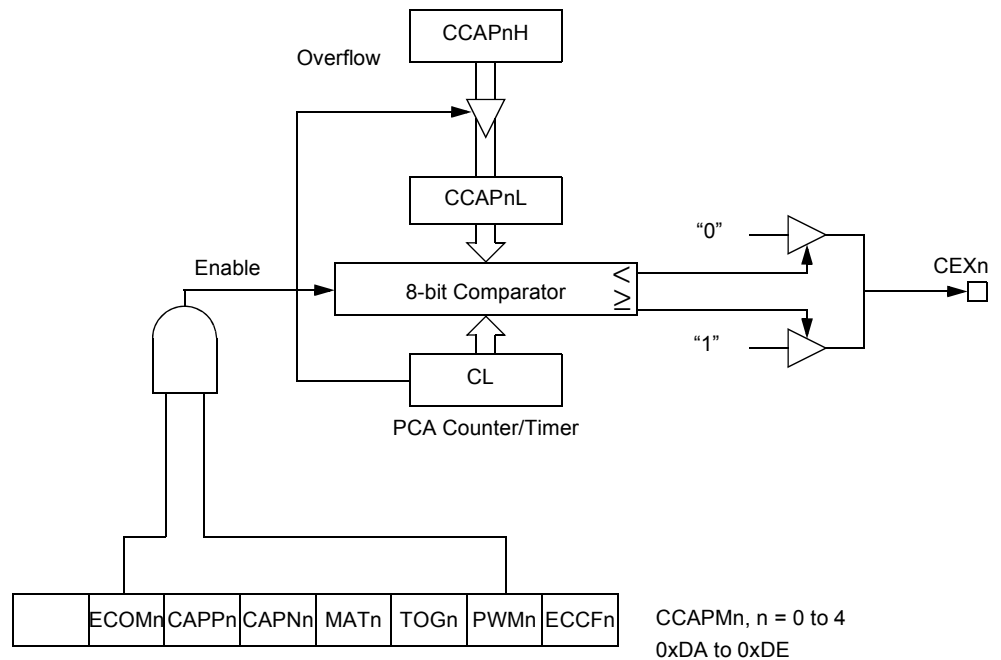 CCAPnH
Overflow
CCAPnL
“0”
Enable
8-bit Comparator
<
≥
CEXn
“1”
CL
PCA Counter/Timer
ECOMn CAPPn CAPNn MATn TOGn PWMn ECCFn
CCAPMn, n = 0 to 4
0xDA to 0xDE